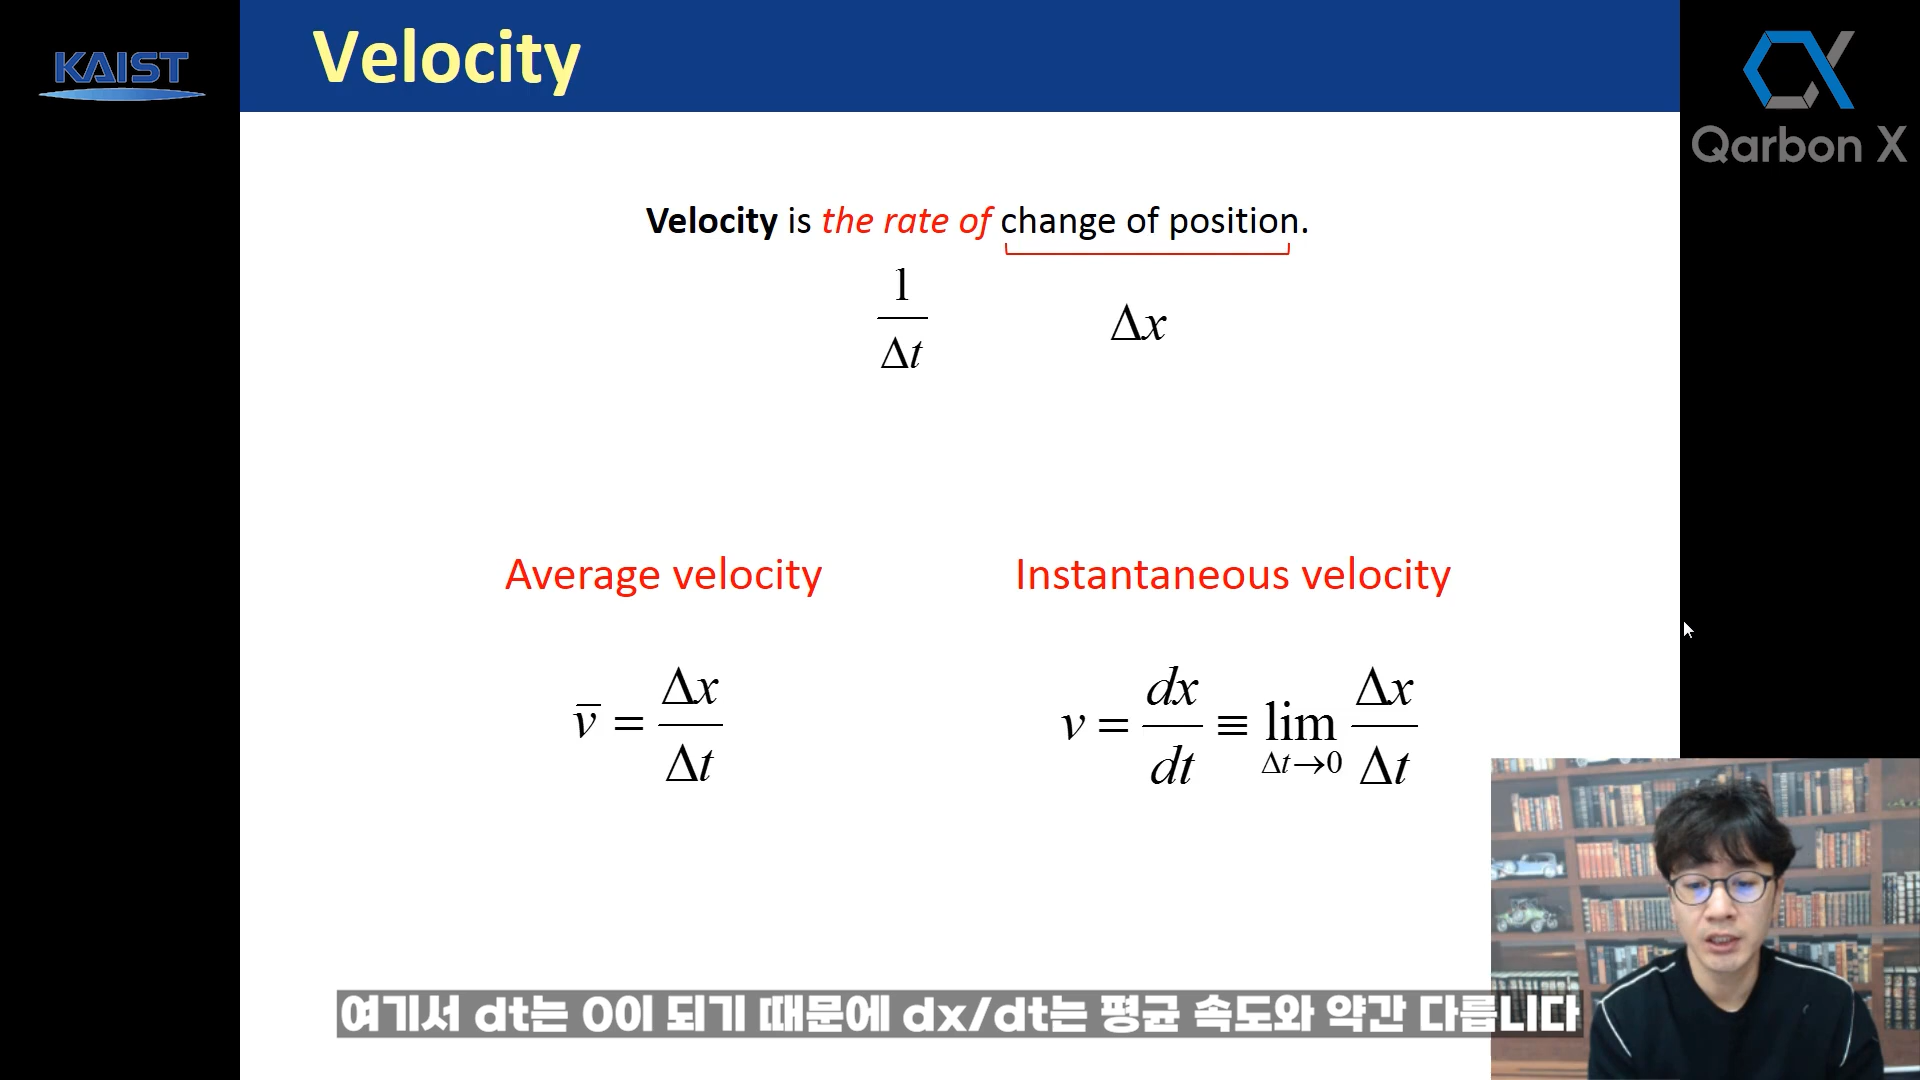 KAIST
Velocity
Qarbon X
Velocity is the rate of change of position.
1
Δt
Δx
Average velocity
Instantaneous velocity
v̄ = Δx/Δt
v = dx/dt ≡ lim Δt→0 Δx/Δt
여기서 dt는 0이 되기 때문에 dx/dt는 평균 속도와 약간 다릅니다